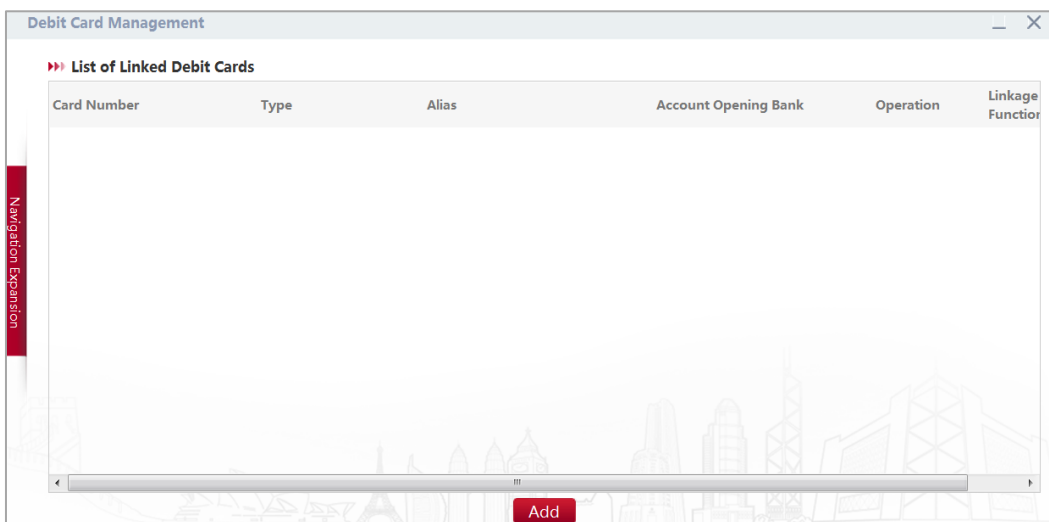 Debit Card Management
List of Linked Debit Cards
Card Number Type Alias Account Opening Bank Operation Linkage
Function
Navigation Expansion
Add